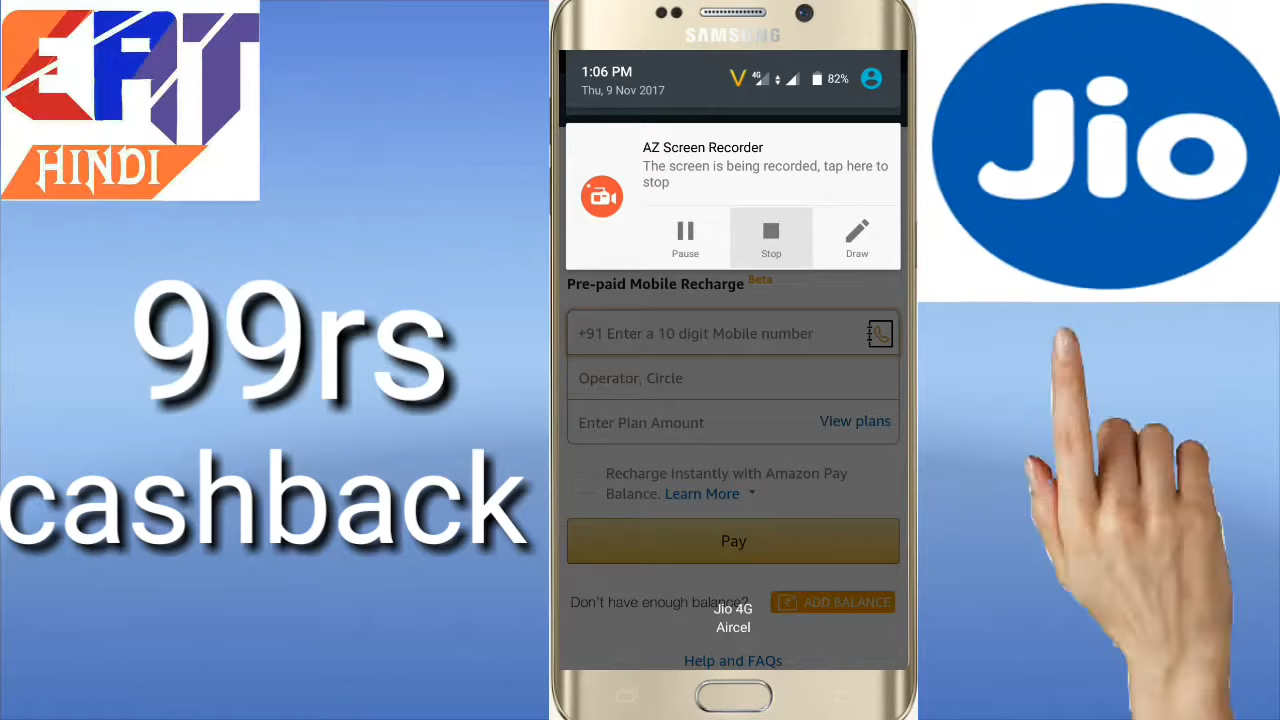 EAT
HINDI
99rs
cashback
SAMSUNG
1:06 PM
Thu, 9 Nov 2017
4G
82%
AZ Screen Recorder
The screen is being recorded, tap here to
stop
Pause
Stop
Draw
Pre-paid Mobile Recharge Beta
+91 Enter a 10 digit Mobile number
Operator, Circle
Enter Plan Amount
View plans
Recharge Instantly with Amazon Pay
Balance. Learn More
Pay
Don't have enough balance?
ADD BALANCE
Jio 4G
Aircel
Help and FAQs
Jio